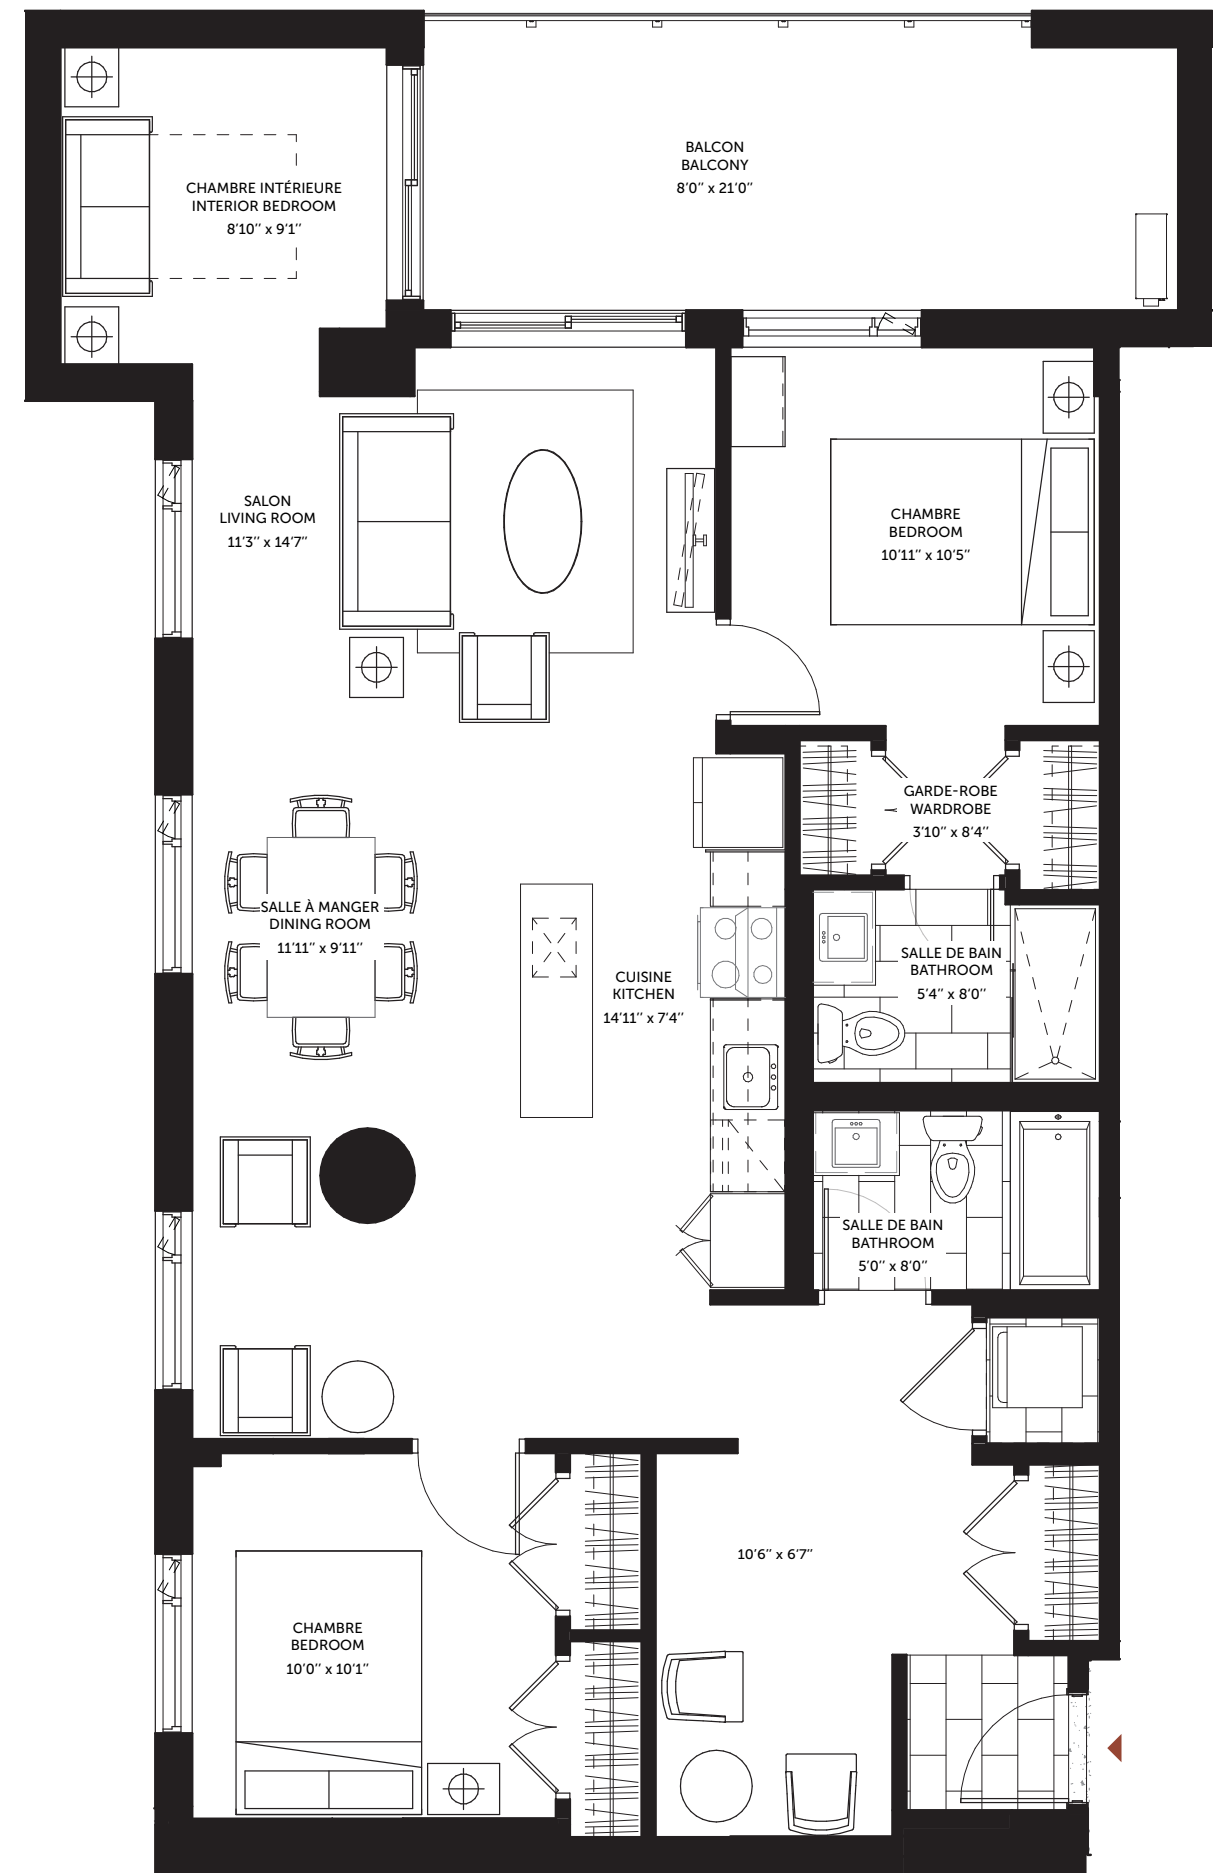 BALCON
BALCONY
8'0'' x 21'0''
CHAMBRE INTÉRIEURE
INTERIOR BEDROOM
8'10'' x 9'1''
SALON
LIVING ROOM
11'3'' x 14'7''
CHAMBRE
BEDROOM
10'11'' x 10'5''
GARDE-ROBE
WARDROBE
3'10'' x 8'4''
SALLE À MANGER
DINING ROOM
11'11'' x 9'11''
CUISINE
KITCHEN
14'11'' x 7'4''
SALLE DE BAIN
BATHROOM
5'4'' x 8'0''
SALLE DE BAIN
BATHROOM
5'0'' x 8'0''
10'6'' x 6'7''
CHAMBRE
BEDROOM
10'0'' x 10'1''